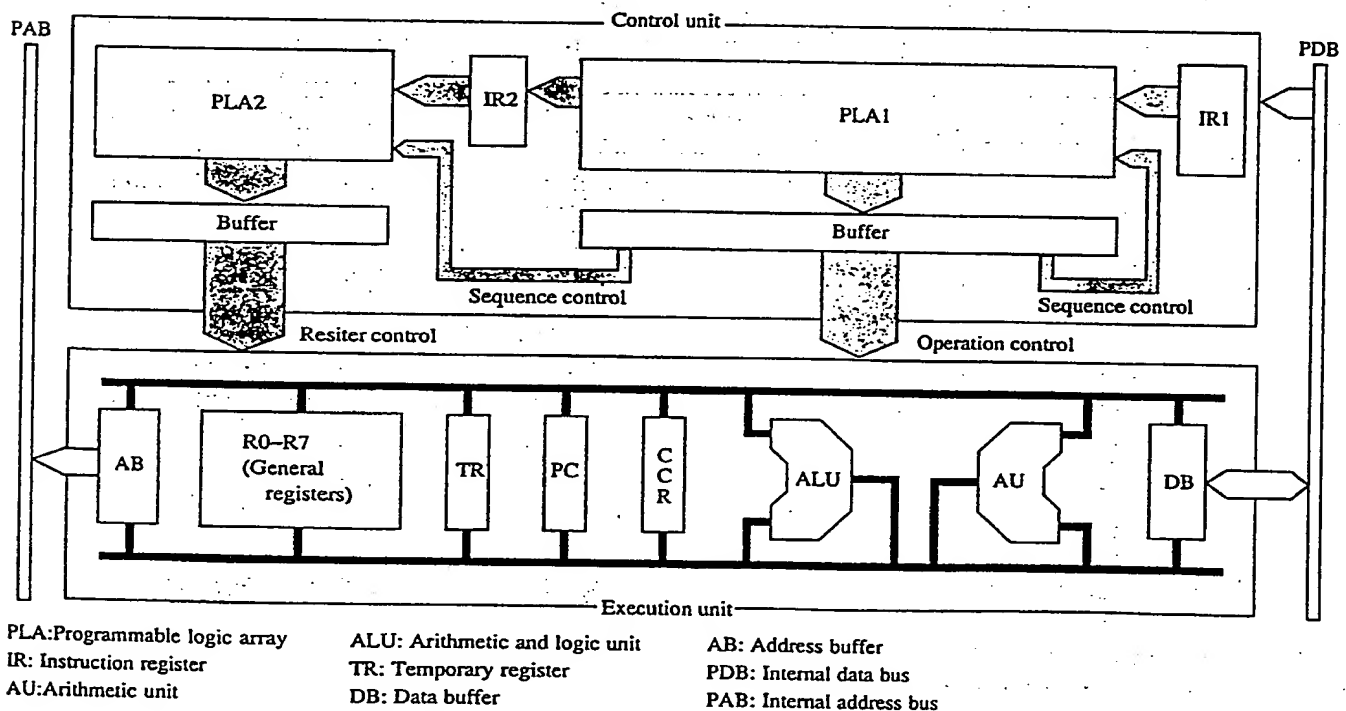 Control unit
PAB
PDB
PLA2
IR2
PLA1
IR1
Buffer
Buffer
Sequence control
Sequence control
Resiter control
Operation control
AB
R0–R7
(General
registers)
TR
PC
C
C
R
ALU
AU
DB
Execution unit
PLA:Programmable logic array
IR: Instruction register
AU:Arithmetic unit
ALU: Arithmetic and logic unit
TR: Temporary register
DB: Data buffer
AB: Address buffer
PDB: Internal data bus
PAB: Internal address bus